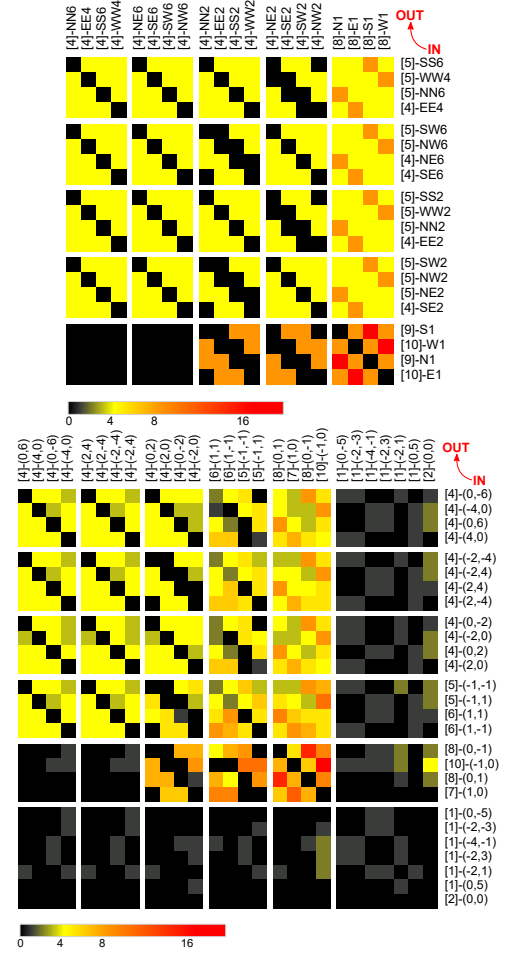 [4]-NN6
[4]-EE4
[4]-SS6
[4]-WW4
[4]-NE6
[4]-SE6
[4]-SW6
[4]-NW6
[4]-NN2
[4]-EE2
[4]-SS2
[4]-WW2
[4]-NE2
[4]-SE2
[4]-SW2
[4]-NW2
[8]-N1
[8]-E1
[8]-S1
[8]-W1
OUT
IN
[5]-SS6
[5]-WW4
[5]-NN6
[4]-EE4
[5]-SW6
[5]-NW6
[4]-NE6
[4]-SE6
[5]-SS2
[5]-WW2
[5]-NN2
[4]-EE2
[5]-SW2
[5]-NW2
[5]-NE2
[4]-SE2
[9]-S1
[10]-W1
[9]-N1
[10]-E1
0 4 8 16
[4]-(0,6)
[4]-(4,0)
[4]-(0,-6)
[4]-(-4,0)
[4]-(2,4)
[4]-(2,-4)
[4]-(-2,-4)
[4]-(-2,4)
[4]-(0,2)
[4]-(2,0)
[4]-(0,-2)
[4]-(-2,0)
[6]-(1,1)
[6]-(1,-1)
[5]-(-1,-1)
[5]-(-1,1)
[8]-(0,1)
[7]-(1,0)
[8]-(0,-1)
[10]-(-1,0)
[1]-(0,-5)
[1]-(-2,-3)
[1]-(-4,-1)
[1]-(-2,3)
[1]-(-2,1)
[1]-(0,5)
[2]-(0,0)
OUT
IN
[4]-(0,-6)
[4]-(-4,0)
[4]-(0,6)
[4]-(4,0)
[4]-(-2,-4)
[4]-(-2,4)
[4]-(2,4)
[4]-(2,-4)
[4]-(0,-2)
[4]-(-2,0)
[4]-(0,2)
[4]-(2,0)
[5]-(-1,-1)
[5]-(-1,1)
[6]-(1,1)
[6]-(1,-1)
[8]-(0,-1)
[10]-(-1,0)
[8]-(0,1)
[7]-(1,0)
[1]-(0,-5)
[1]-(-2,-3)
[1]-(-4,-1)
[1]-(-2,3)
[1]-(-2,1)
[1]-(0,5)
[2]-(0,0)
0 4 8 16